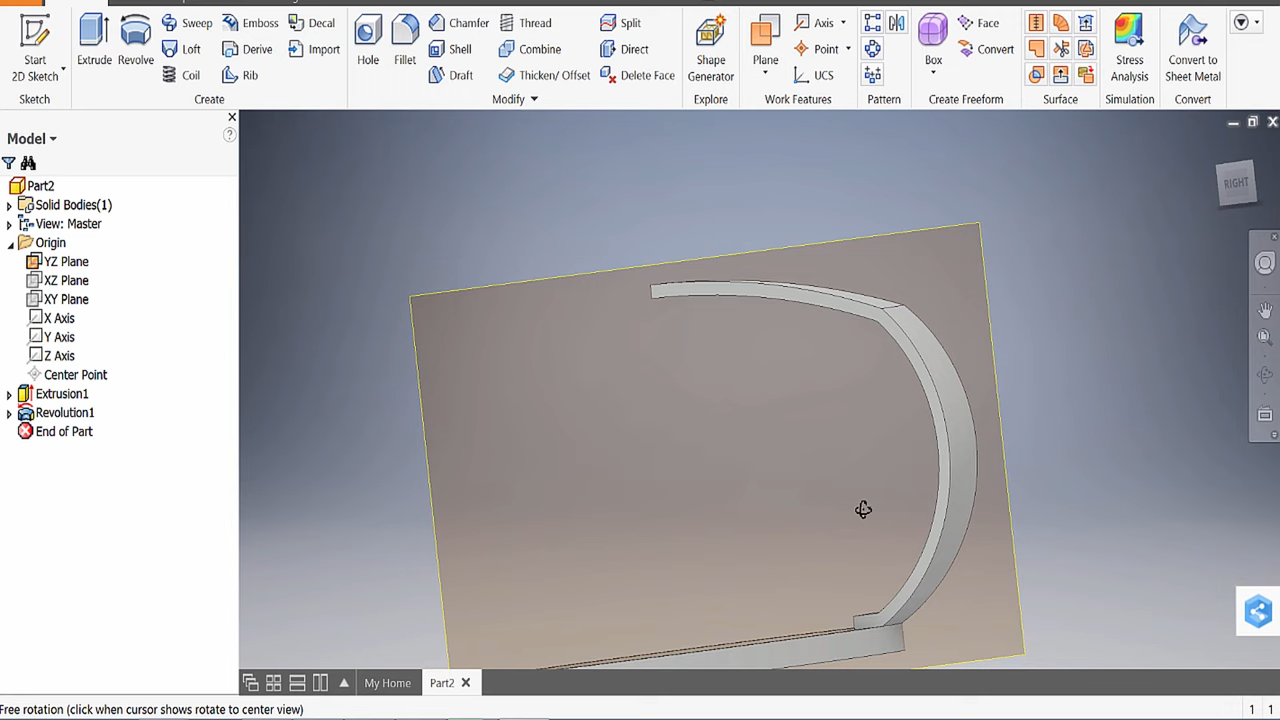 Start
2D Sketch
Sketch
Extrude
Revolve
Sweep
Loft
Coil
Emboss
Derive
Rib
Decal
Import
Create
Hole
Fillet
Chamfer
Shell
Draft
Thread
Combine
Thicken/ Offset
Split
Direct
Delete Face
Modify
Shape
Generator
Explore
Plane
Axis
Point
UCS
Work Features
Pattern
Box
Face
Convert
Create Freeform
Surface
Stress
Analysis
Simulation
Convert to
Sheet Metal
Convert
Model
Part2
Solid Bodies(1)
View: Master
Origin
YZ Plane
XZ Plane
XY Plane
X Axis
Y Axis
Z Axis
Center Point
Extrusion1
Revolution1
End of Part
RIGHT
My Home
Part2
Free rotation (click when cursor shows rotate to center view)
1 1